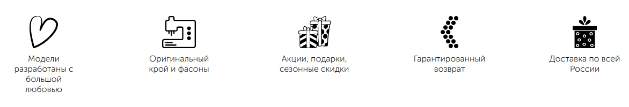 Модели
разработаны с
большой
любовью
Оригинальный
крой и фасоны
Акции, подарки,
сезонные скидки
Гарантированный
возврат
Доставка по всей
России